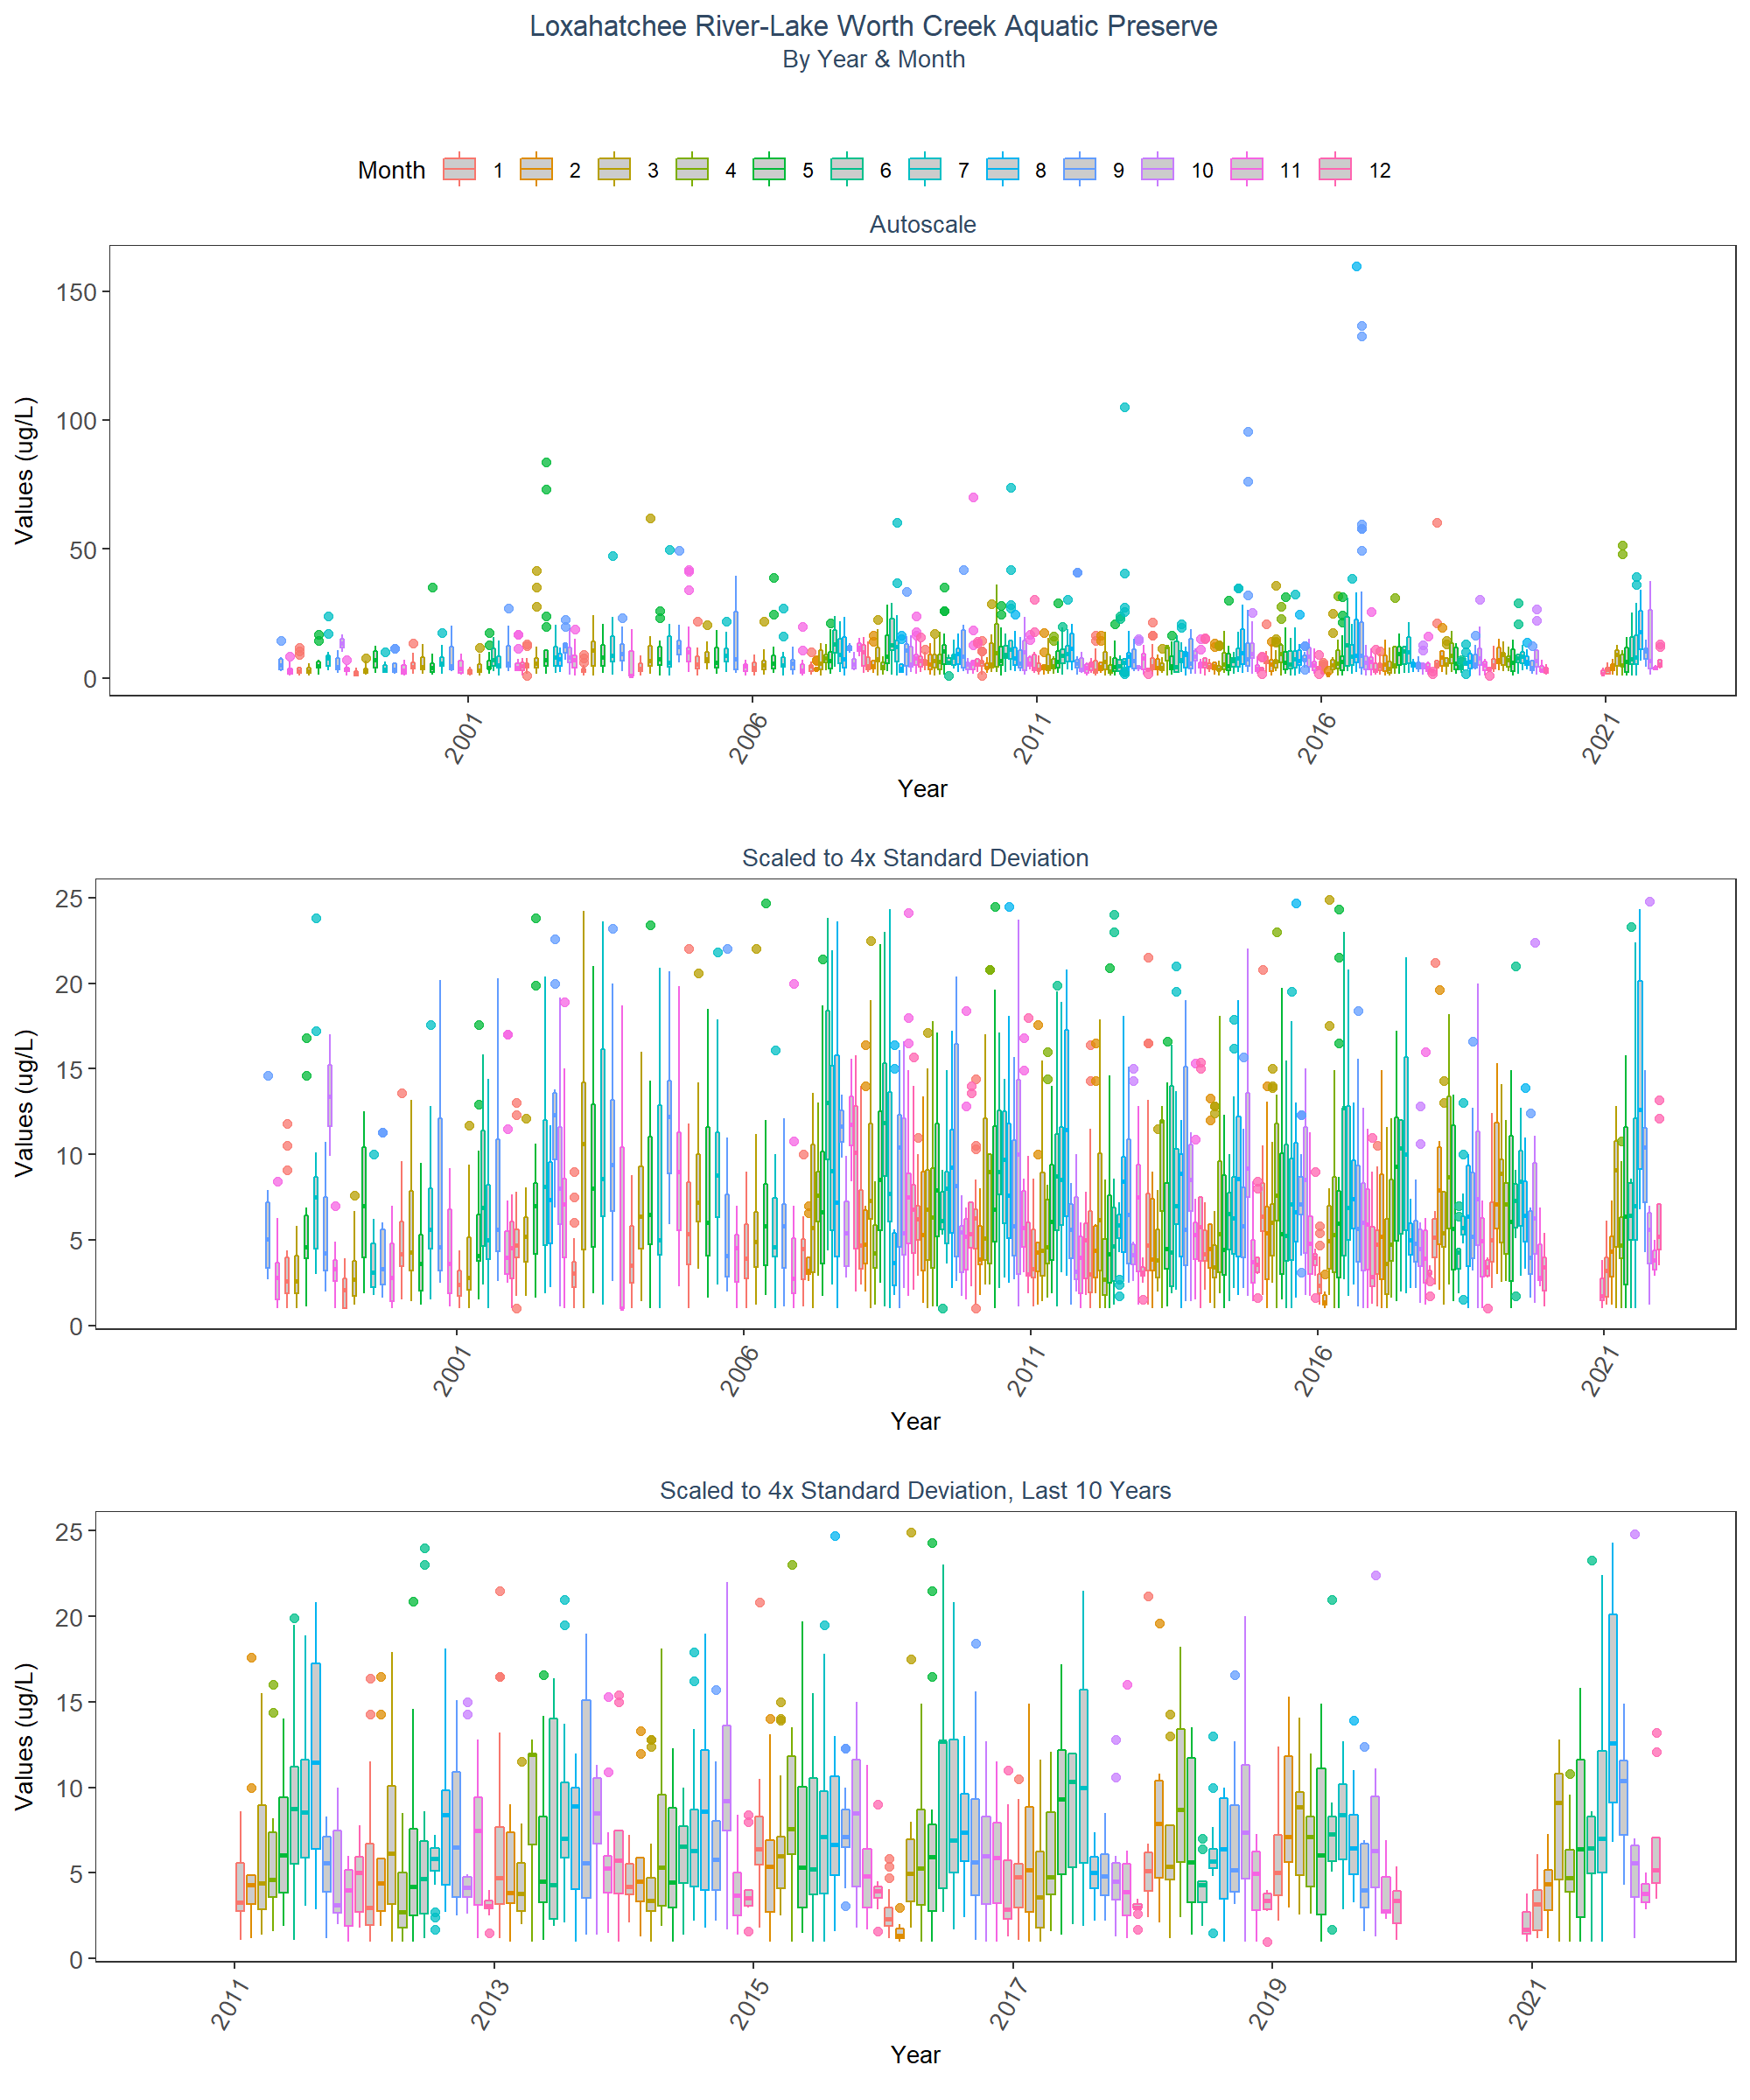 Loxahatchee River-Lake Worth Creek Aquatic Preserve
By Year & Month
Month 1 2 3 4 5 6 7 8 9 10 11 12
Autoscale
Values (ug/L)
150
100
50
0
2001 2006 2011 2016 2021
Year
Scaled to 4x Standard Deviation
Values (ug/L)
25
20
15
10
5
0
2001 2006 2011 2016 2021
Year
Scaled to 4x Standard Deviation, Last 10 Years
Values (ug/L)
25
20
15
10
5
0
2011 2013 2015 2017 2019 2021
Year